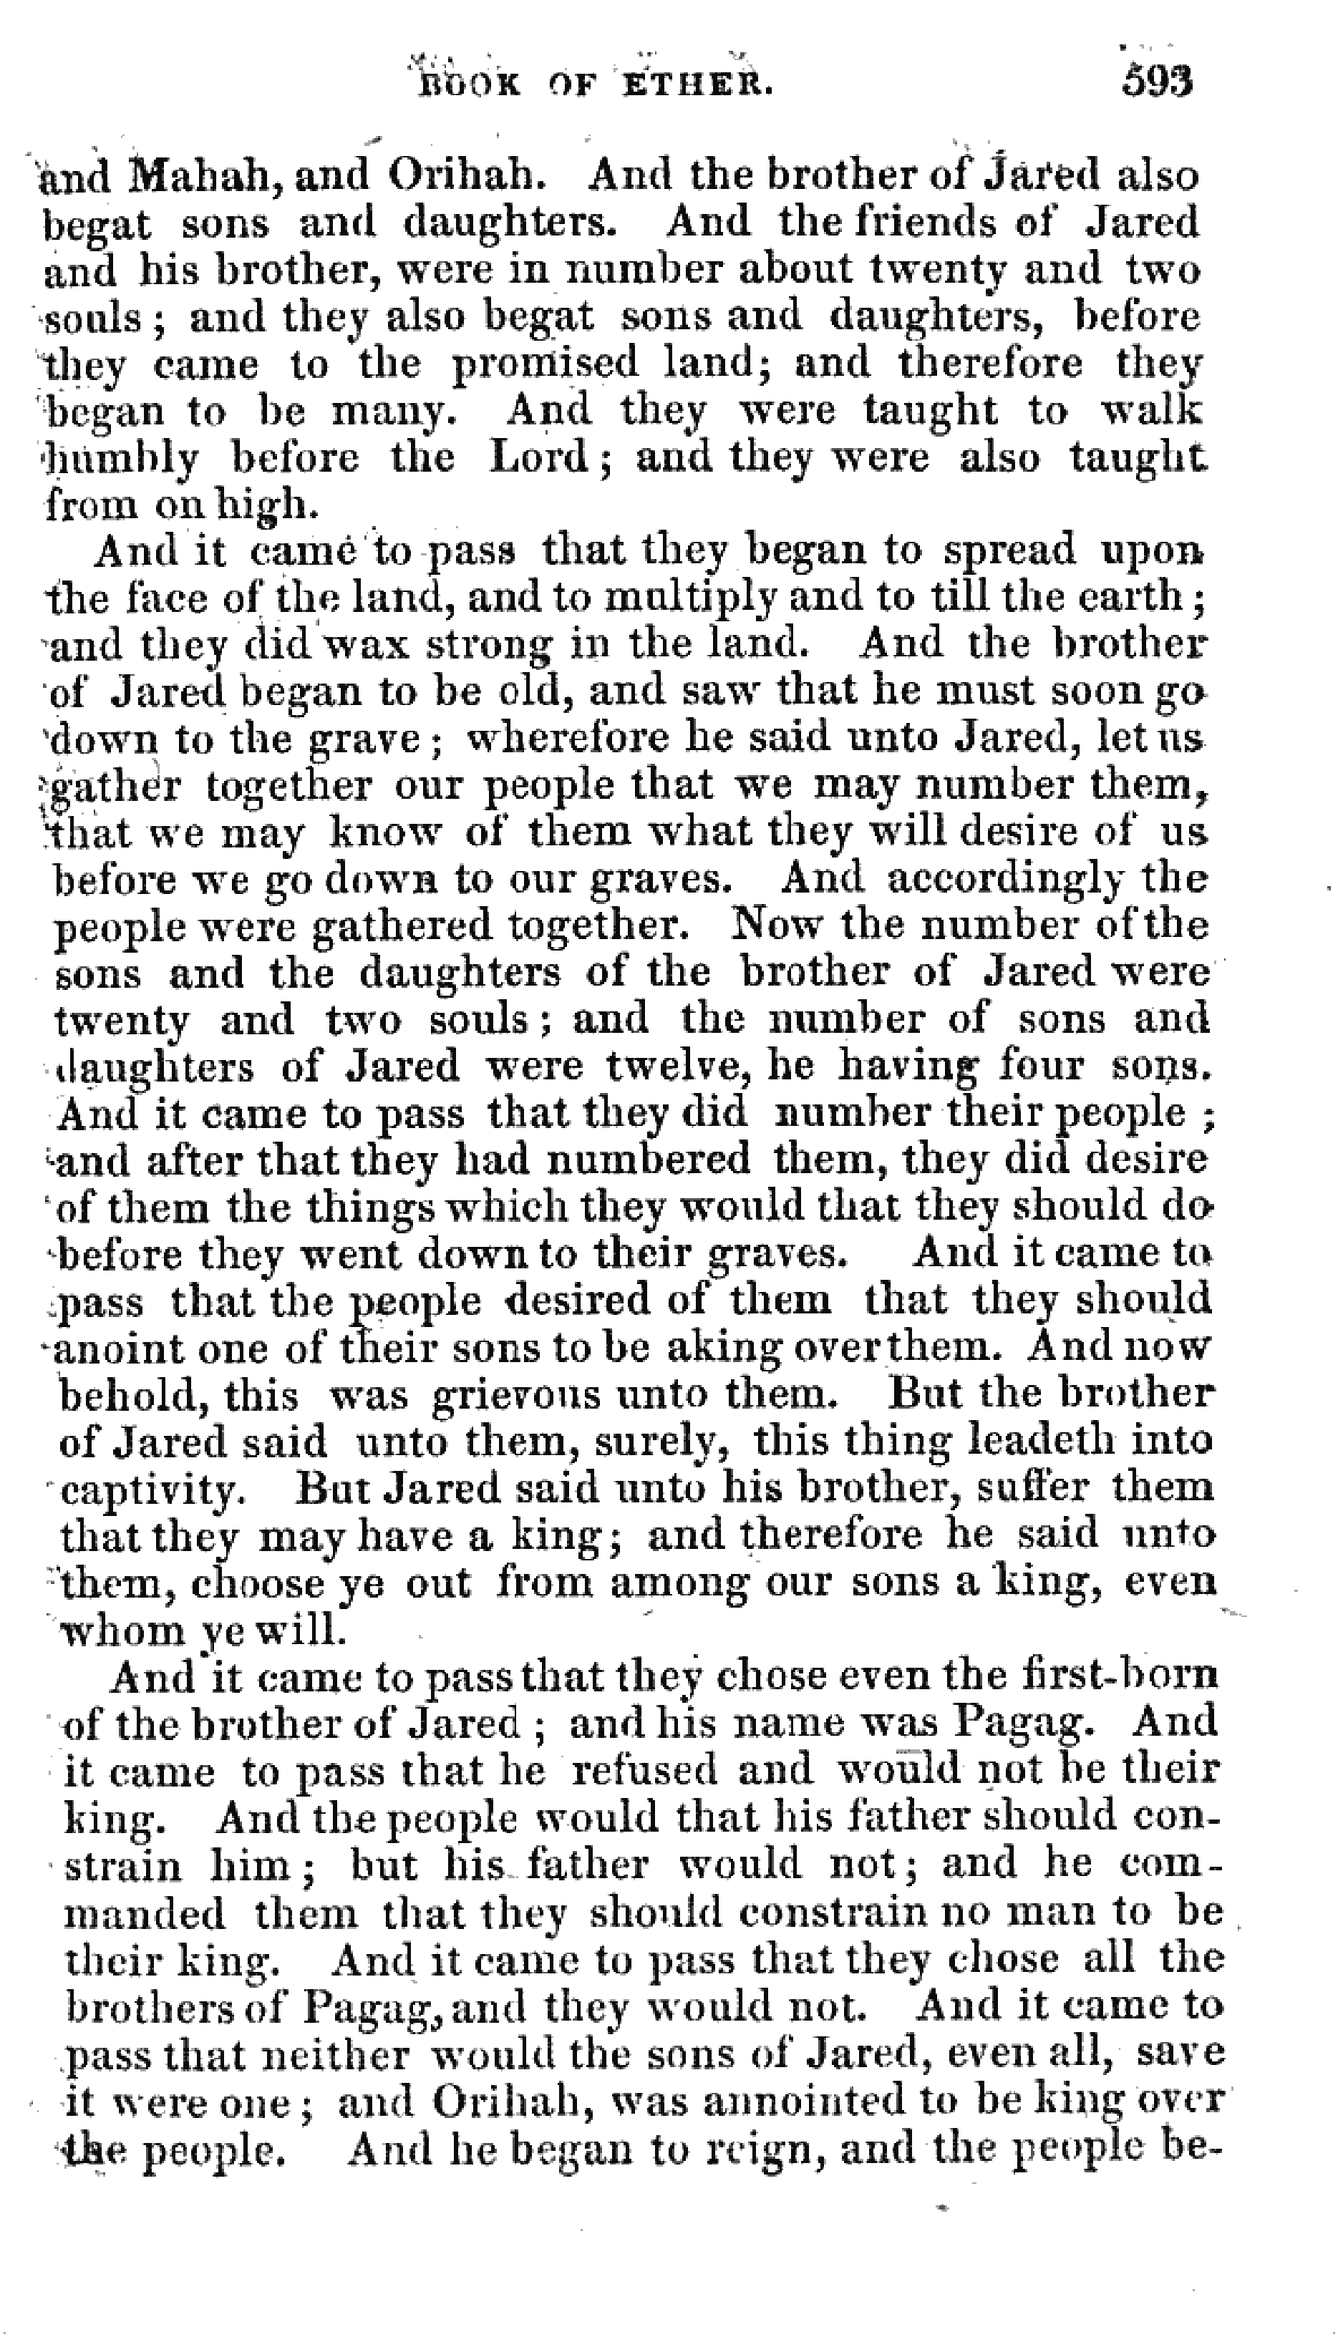 BOOK OF ETHER. 593
and Mahah, and Orihah. And the brother of Jared also
begat sons and daughters. And the friends of Jared
and his brother, were in number about twenty and two
souls; and they also begat sons and daughters, before
they came to the promised land; and therefore they
began to be many. And they were taught to walk
humbly before the Lord; and they were also taught
from on high.
And it came to pass that they began to spread upon
the face of the land, and to multiply and to till the earth;
and they did wax strong in the land. And the brother
of Jared began to be old, and saw that he must soon go
down to the grave; wherefore he said unto Jared, let us
gather together our people that we may number them,
that we may know of them what they will desire of us
before we go down to our graves. And accordingly the
people were gathered together. Now the number of the
sons and the daughters of the brother of Jared were
twenty and two souls; and the number of sons and
daughters of Jared were twelve, he having four sons.
And it came to pass that they did number their people;
and after that they had numbered them, they did desire
of them the things which they would that they should do
before they went down to their graves. And it came to
pass that the people desired of them that they should
anoint one of their sons to be aking over them. And now
behold, this was grievous unto them. But the brother
of Jared said unto them, surely, this thing leadeth into
captivity. But Jared said unto his brother, suffer them
that they may have a king; and therefore he said unto
them, choose ye out from among our sons a king, even
whom ye will.
And it came to pass that they chose even the first-born
of the brother of Jared; and his name was Pagag. And
it came to pass that he refused and would not be their
king. And the people would that his father should con-
strain him; but his father would not; and he com-
manded them that they should constrain no man to be
their king. And it came to pass that they chose all the
brothers of Pagag, and they would not. And it came to
pass that neither would the sons of Jared, even all, save
it were one; and Orihah, was annointed to be king over
the people. And he began to reign, and the people be-